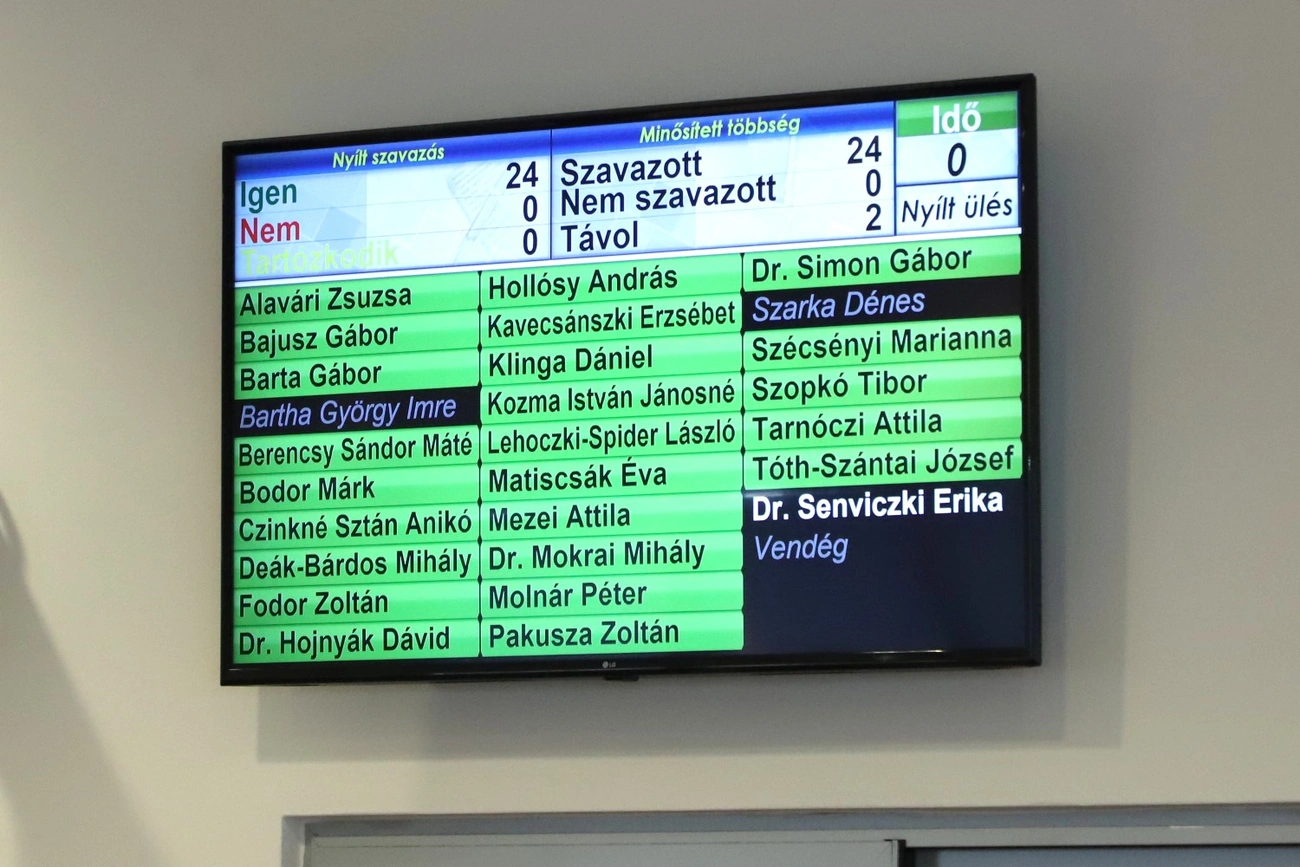 Nyílt szavazás
Igen 24
Nem 0
Tartózkodik 0
Minősített többség
Szavazott 24
Nem szavazott 0
Távol 2
Idő
0
Nyílt ülés
Alavári Zsuzsa
Bajusz Gábor
Barta Gábor
Bartha György Imre
Berencsy Sándor Máté
Bodor Márk
Czinkné Sztán Anikó
Deák-Bárdos Mihály
Fodor Zoltán
Dr. Hojnyák Dávid
Hollósy András
Kavecsánszki Erzsébet
Klinga Dániel
Kozma István Jánosné
Lehoczki-Spider László
Matiscsák Éva
Mezei Attila
Dr. Mokrai Mihály
Molnár Péter
Pakusza Zoltán
Dr. Simon Gábor
Szarka Dénes
Szécsényi Marianna
Szopkó Tibor
Tarnóczi Attila
Tóth-Szántai József
Dr. Senviczki Erika
Vendég
LG